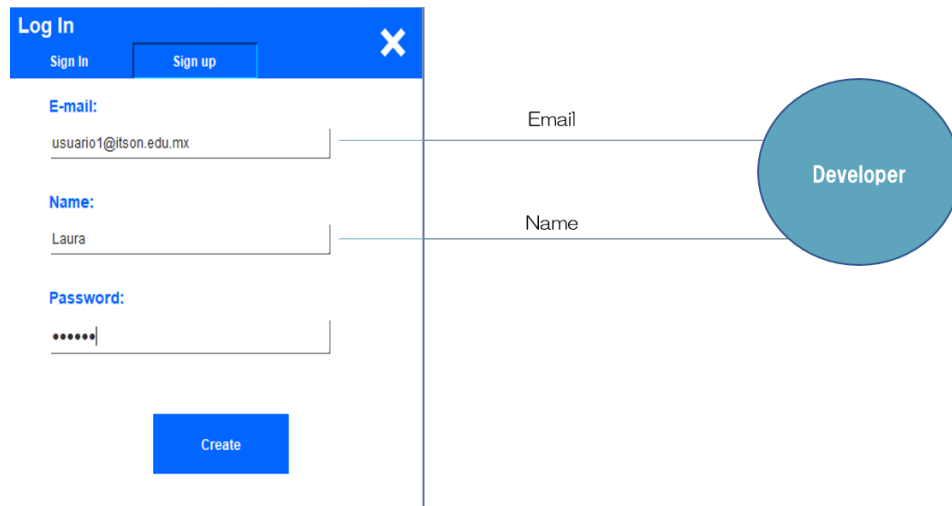 Log In
Sign In
Sign up
E-mail:
usuario1@itson.edu.mx
Email
Developer
Name:
Laura
Name
Password:
••••••
Create